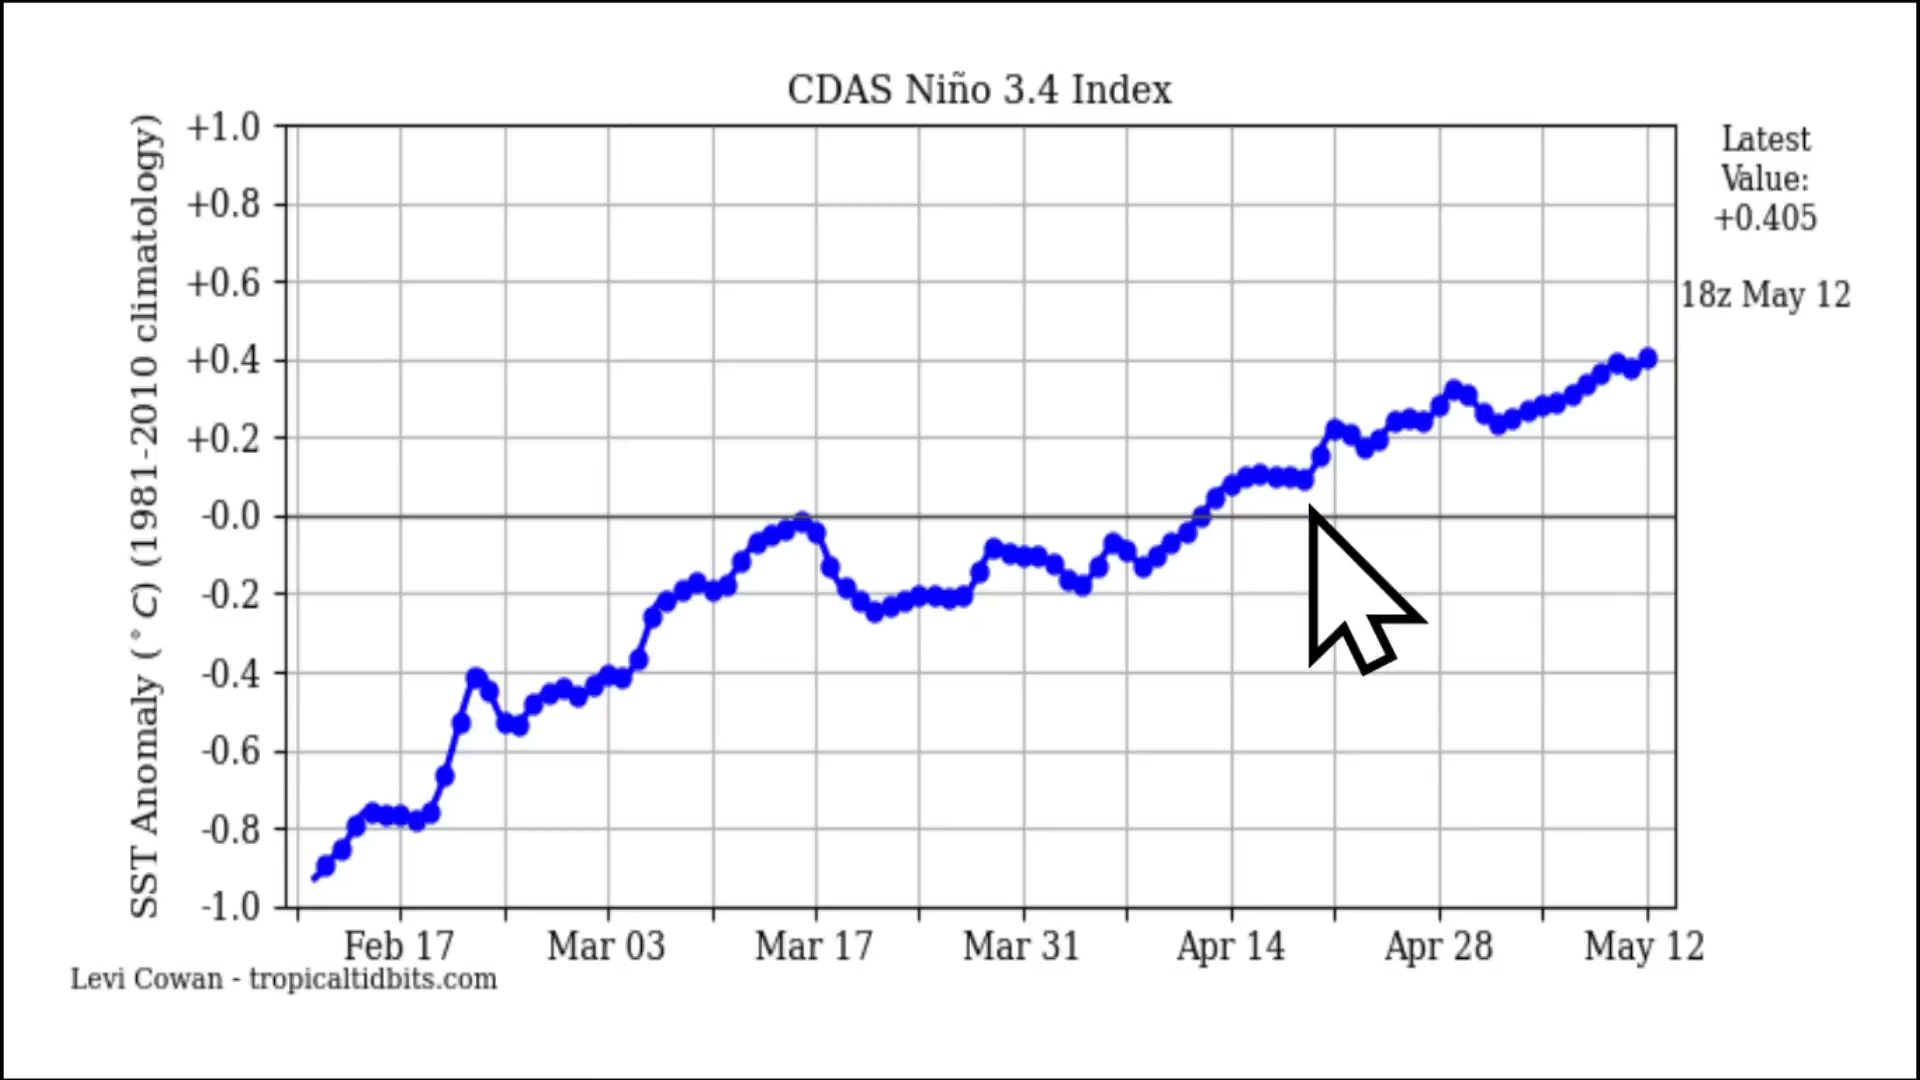 CDAS Niño 3.4 Index
SST Anomaly (°C) (1981-2010 climatology)
+1.0
+0.8
+0.6
+0.4
+0.2
-0.0
-0.2
-0.4
-0.6
-0.8
-1.0
Latest
Value:
+0.405
18z May 12
Feb 17 Mar 03 Mar 17 Mar 31 Apr 14 Apr 28 May 12
Levi Cowan - tropicaltidbits.com